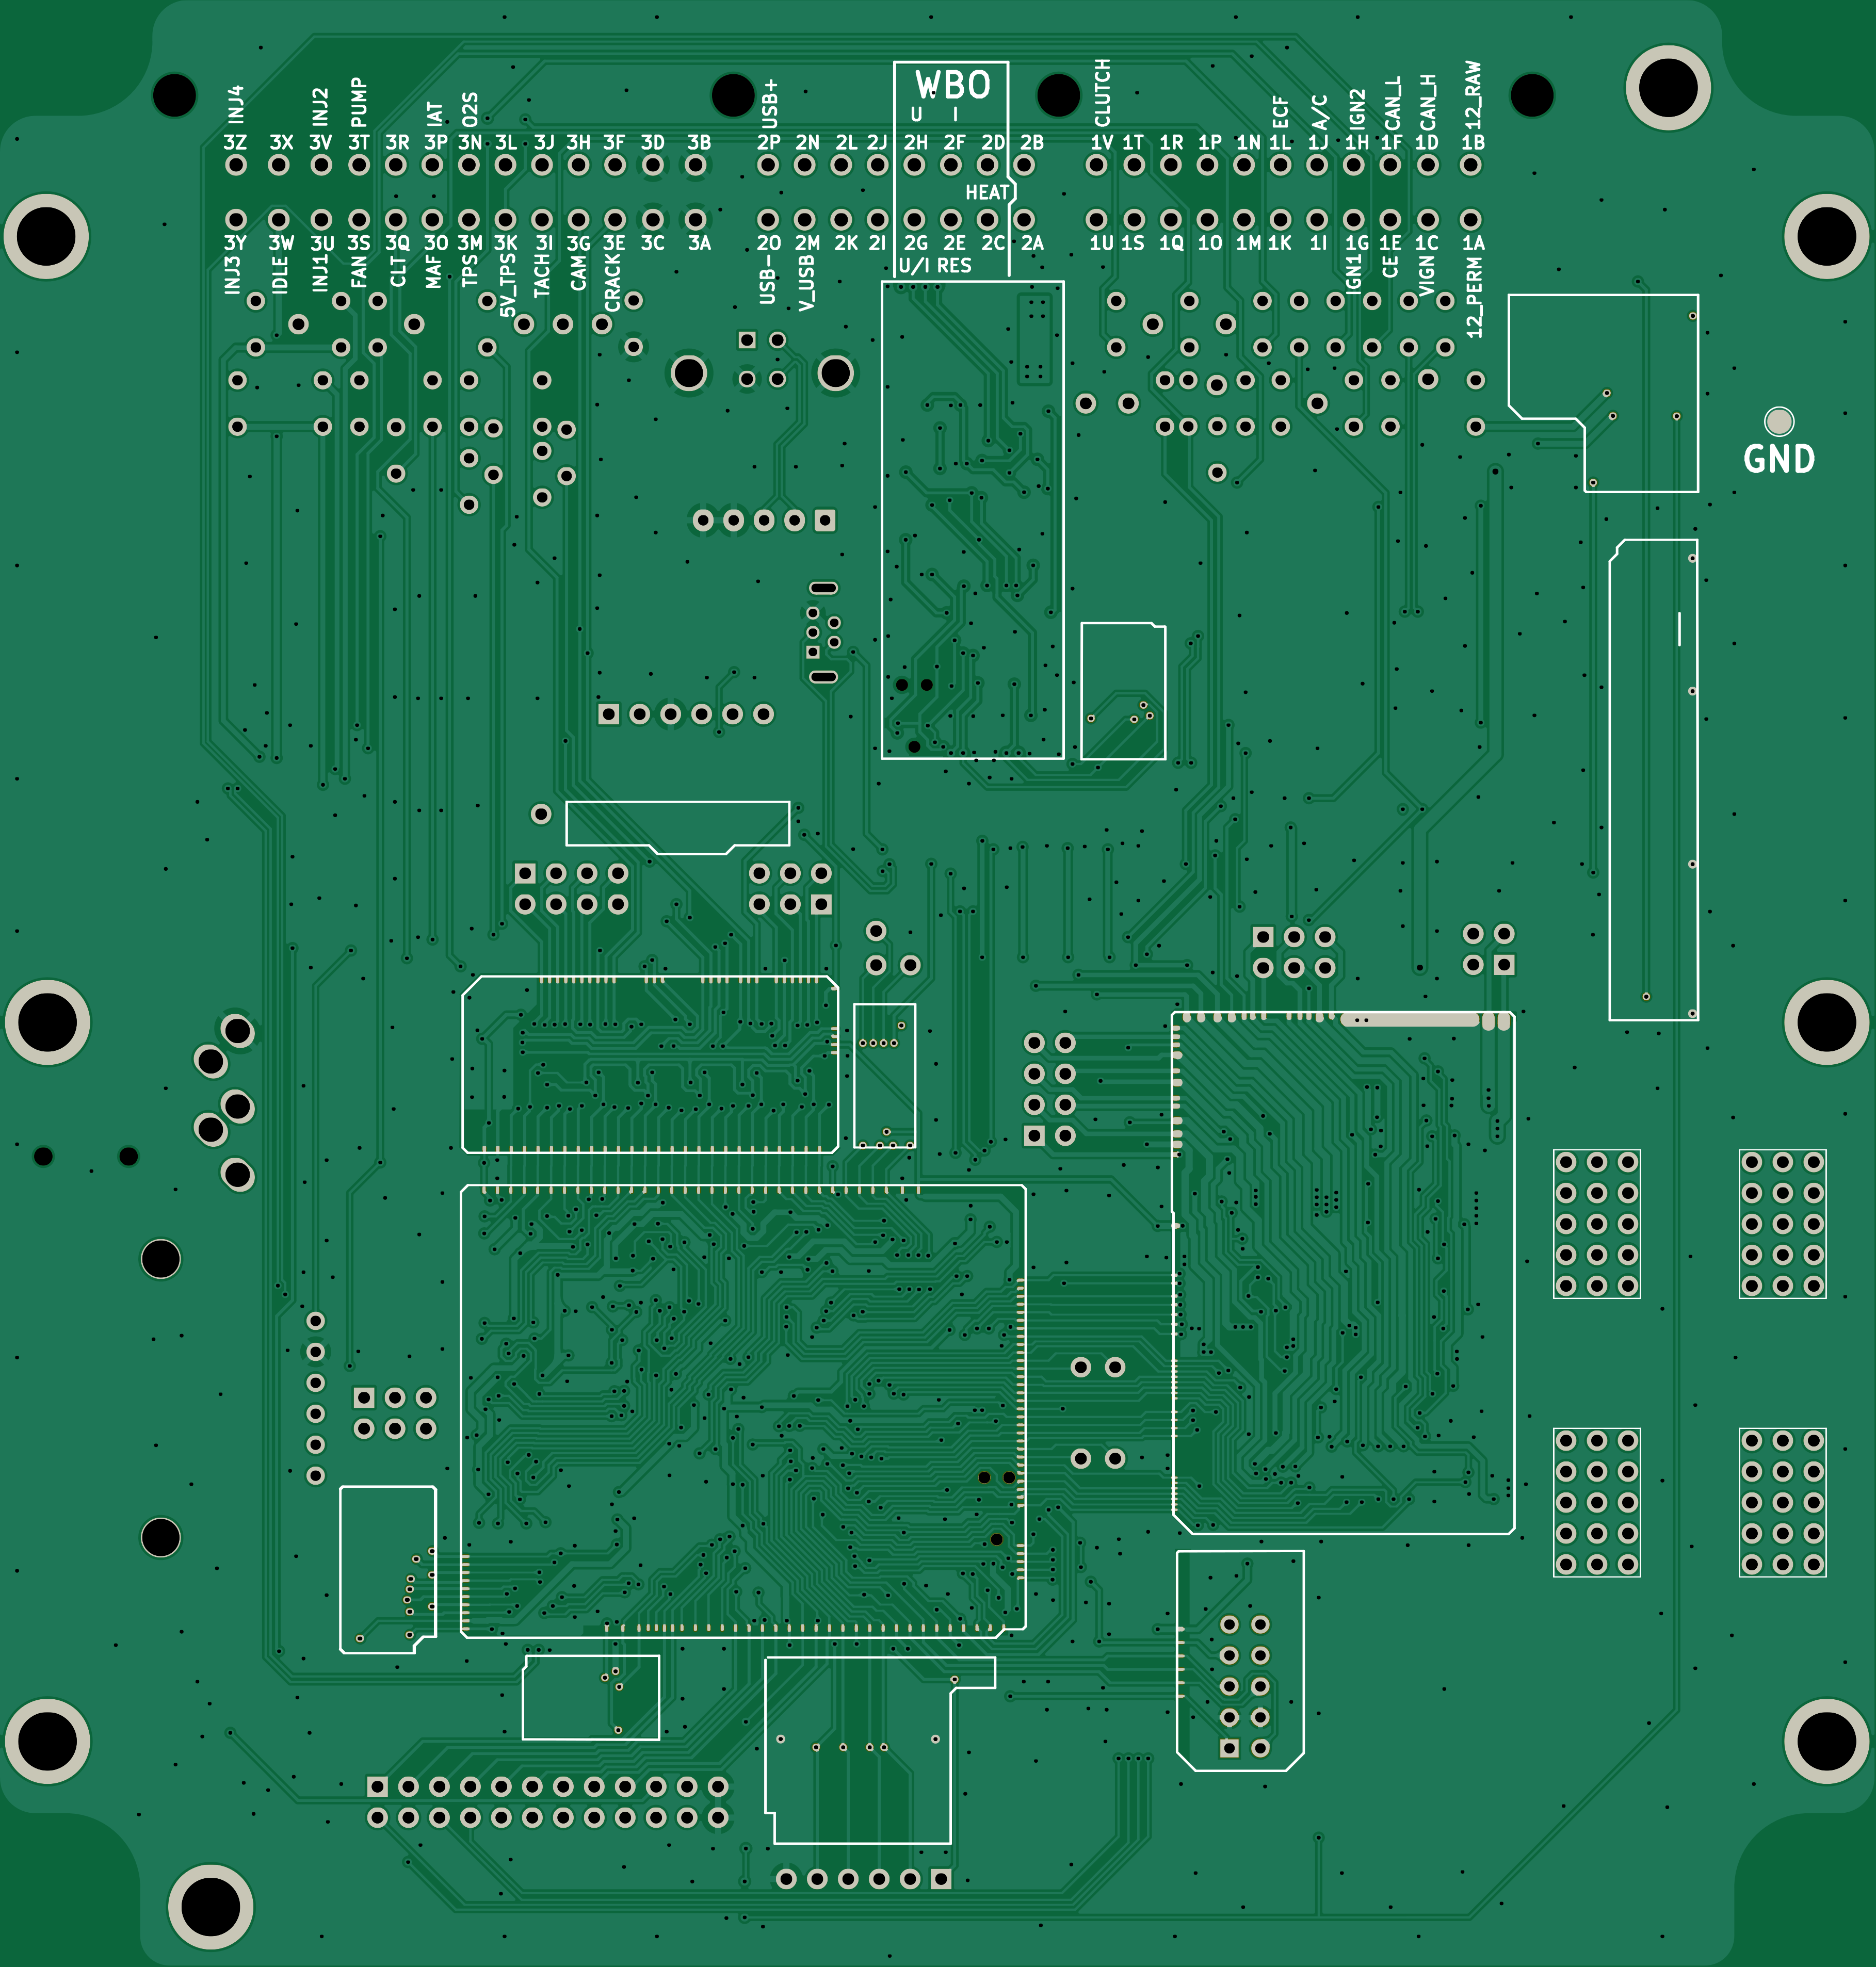 INJ4 INJ2 PUMP IAT O2S USB+ WBO CLUTCH ECF A/C IGN2 CAN_L CAN_H 12_RAW
U I
3Z 3X 3V 3T 3R 3P 3N 3L 3J 3H 3F 3D 3B 2P 2N 2L 2J 2H 2F 2D 2B 1V 1T 1R 1P 1N 1L 1J 1H 1F 1D 1B
HEAT
3Y 3W 3U 3S 3Q 3O 3M 3K 3I 3G 3E 3C 3A 2O 2M 2K 2I 2G 2E 2C 2A 1U 1S 1Q 1O 1M 1K 1I 1G 1E 1C 1A
INJ3 IDLE INJ1 FAN CLT MAF TPS 5V_TPS TACH CAM CRACK USB- V_USB U/I RES IGN1 CE VIGN 12_PERM
GND